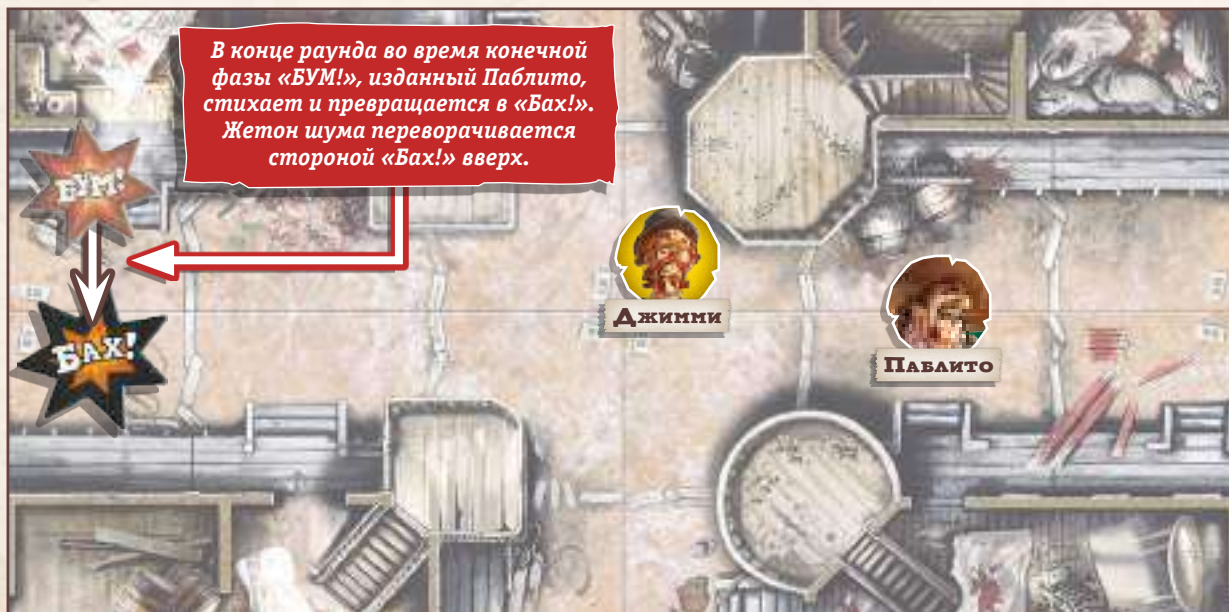 В конце раунда во время конечной
фазы «БУМ!», изданный Паблито,
стихает и превращается в «Бах!».
Жетон шума переворачивается
стороной «Бах!» вверх.
БУМ!
БАХ!
Джимми
Паблито